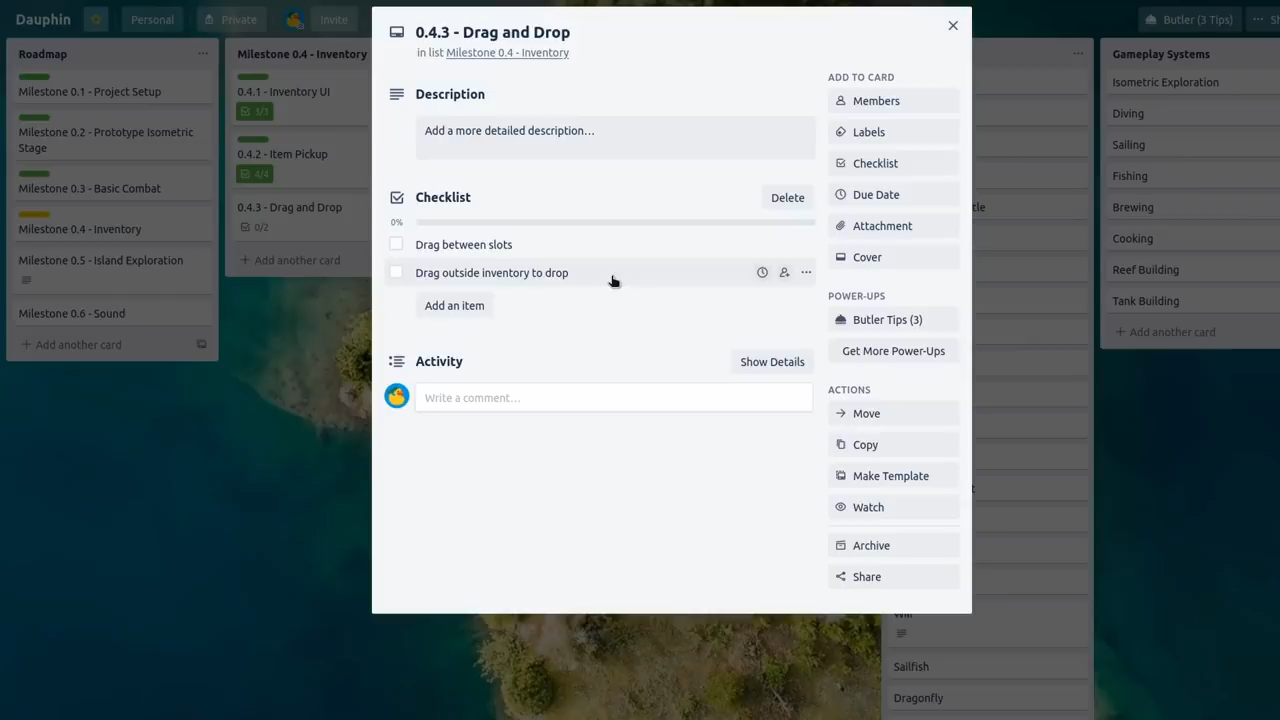 Dauphin
Personal
Private
Invite
Butler (3 Tips)
Roadmap
Milestone 0.1 - Project Setup
Milestone 0.2 - Prototype Isometric
Stage
Milestone 0.3 - Basic Combat
Milestone 0.4 - Inventory
Milestone 0.5 - Island Exploration
Milestone 0.6 - Sound
Add another card
Milestone 0.4 - Inventory
0.4.1 - Inventory UI
3/3
0.4.2 - Item Pickup
4/4
0.4.3 - Drag and Drop
0/2
Add another card
0.4.3 - Drag and Drop
in list Milestone 0.4 - Inventory
Description
Add a more detailed description…
Checklist
Delete
0%
Drag between slots
Drag outside inventory to drop
Add an item
Activity
Show Details
Write a comment…
ADD TO CARD
Members
Labels
Checklist
Due Date
Attachment
Cover
POWER-UPS
Butler Tips (3)
Get More Power-Ups
ACTIONS
Move
Copy
Make Template
Watch
Archive
Share
Sailfish
Dragonfly
Gameplay Systems
Isometric Exploration
Diving
Sailing
Fishing
Brewing
Cooking
Reef Building
Tank Building
Add another card